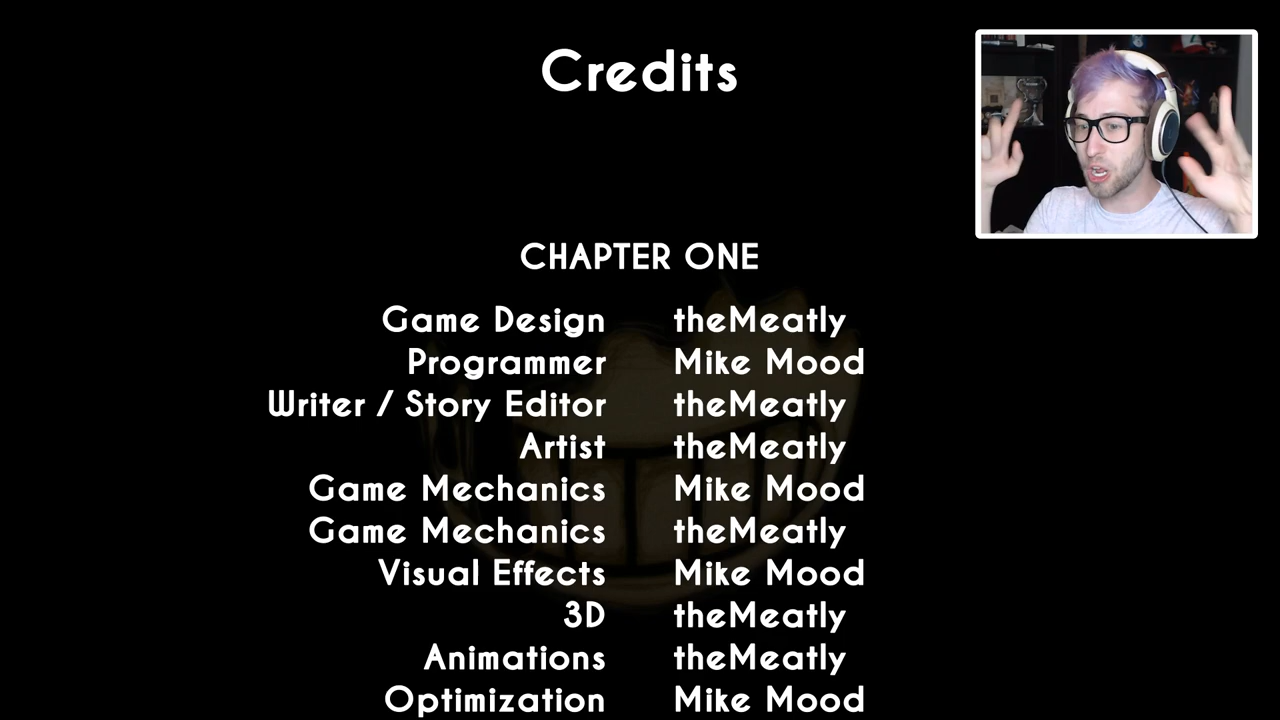 Credits
CHAPTER ONE
Game Design theMeatly
Programmer Mike Mood
Writer / Story Editor theMeatly
Artist theMeatly
Game Mechanics Mike Mood
Game Mechanics theMeatly
Visual Effects Mike Mood
3D theMeatly
Animations theMeatly
Optimization Mike Mood